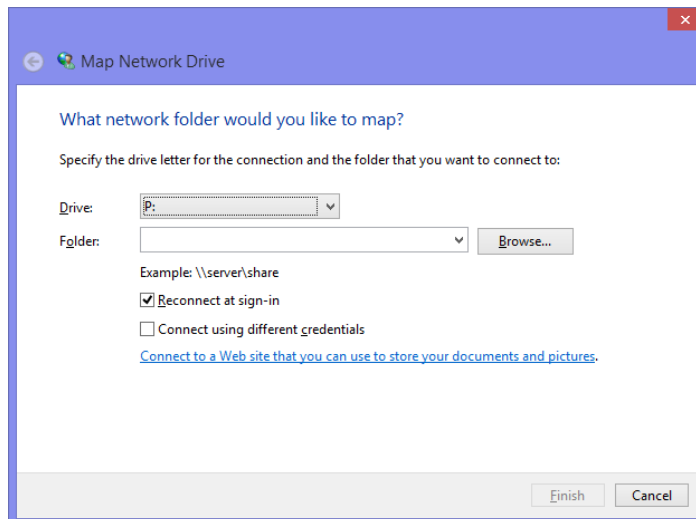 Map Network Drive
What network folder would you like to map?
Specify the drive letter for the connection and the folder that you want to connect to:
Drive: P:
Folder: Browse...
Example: \\server\share
Reconnect at sign-in
Connect using different credentials
Connect to a Web site that you can use to store your documents and pictures.
Finish Cancel